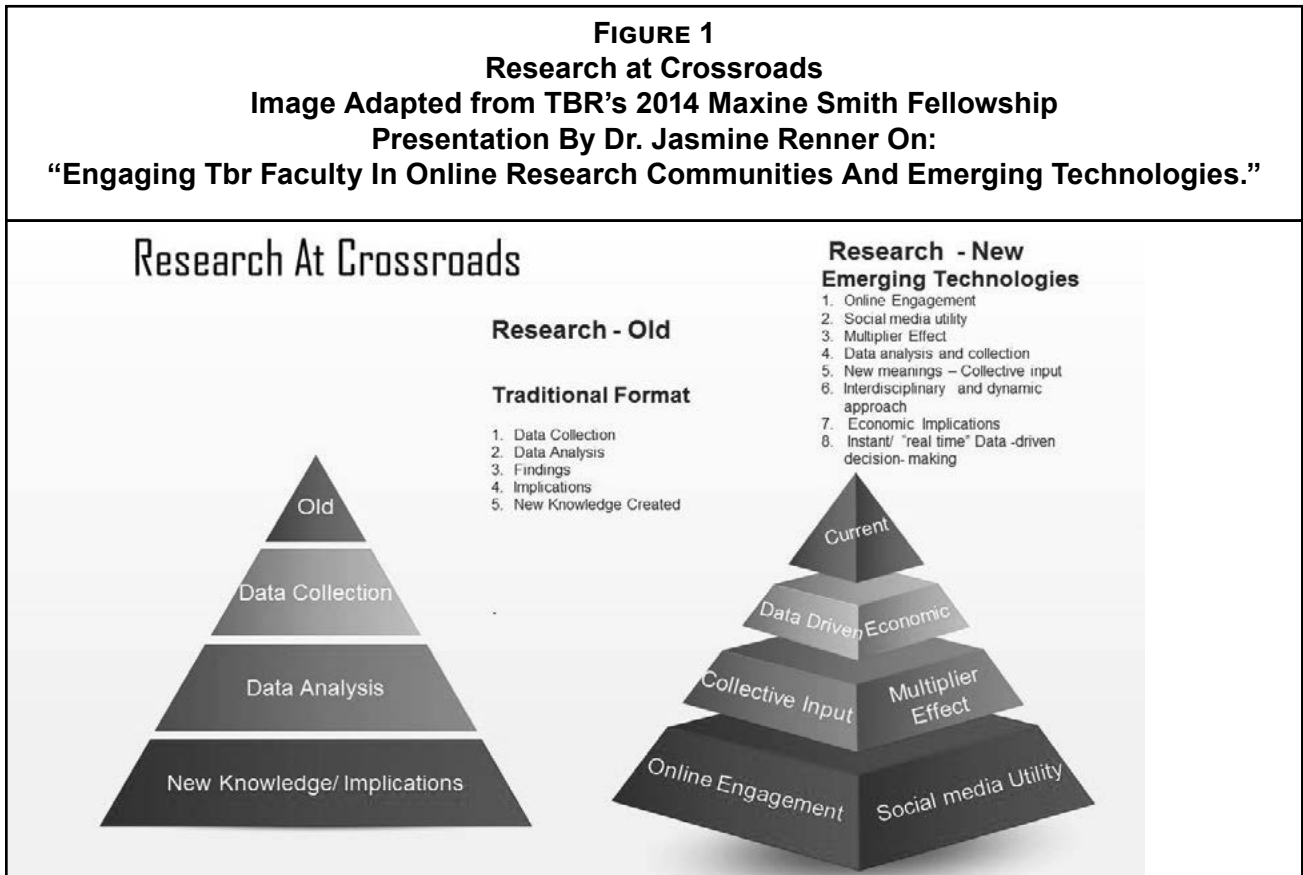 FIGURE 1
Research at Crossroads
Image Adapted from TBR’s 2014 Maxine Smith Fellowship
Presentation By Dr. Jasmine Renner On:
“Engaging Tbr Faculty In Online Research Communities And Emerging Technologies.”
Research At Crossroads
Research - Old
Traditional Format
1. Data Collection
2. Data Analysis
3. Findings
4. Implications
5. New Knowledge Created
Research - New
Emerging Technologies
1. Online Engagement
2. Social media utility
3. Multiplier Effect
4. Data analysis and collection
5. New meanings – Collective input
6. Interdisciplinary and dynamic
approach
7. Economic Implications
8. Instant/ “real time” Data -driven
decision- making
Old
Data Collection
Data Analysis
New Knowledge/ Implications
Current
Data Driven
Economic
Collective Input
Multiplier
Effect
Online Engagement
Social media Utility